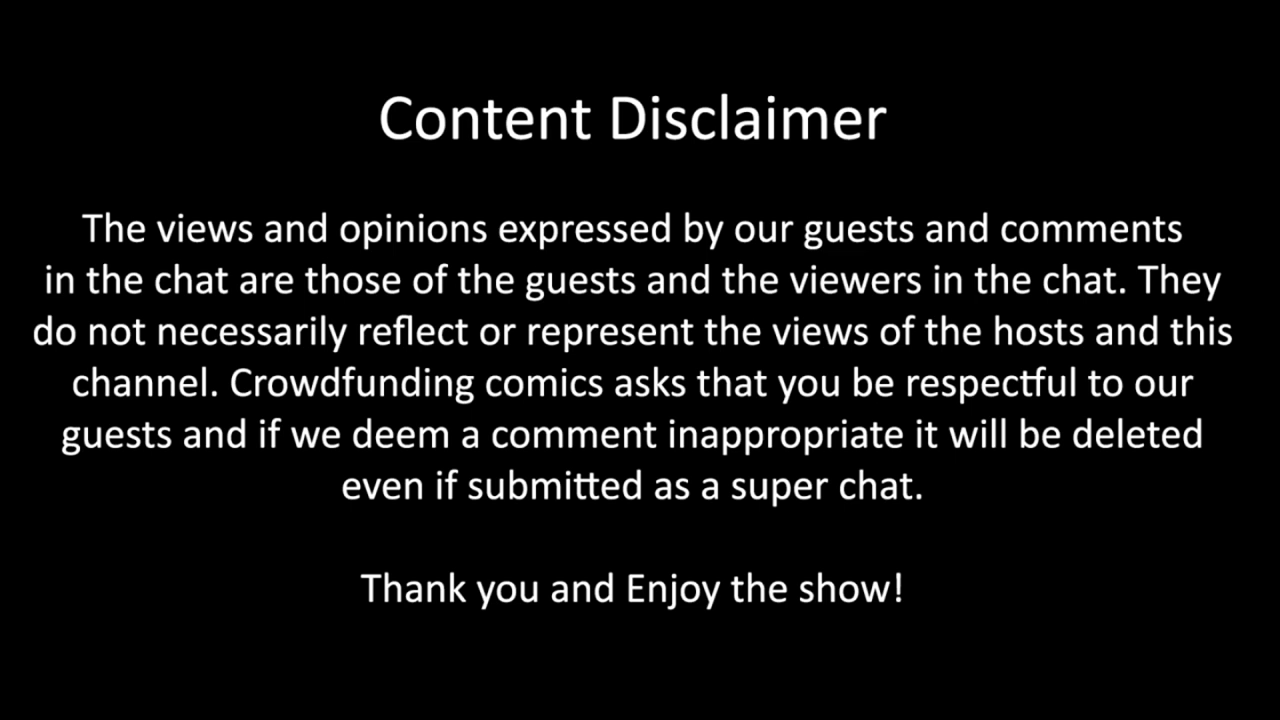 Content Disclaimer
The views and opinions expressed by our guests and comments
in the chat are those of the guests and the viewers in the chat. They
do not necessarily reflect or represent the views of the hosts and this
channel. Crowdfunding comics asks that you be respectful to our
guests and if we deem a comment inappropriate it will be deleted
even if submitted as a super chat.
Thank you and Enjoy the show!